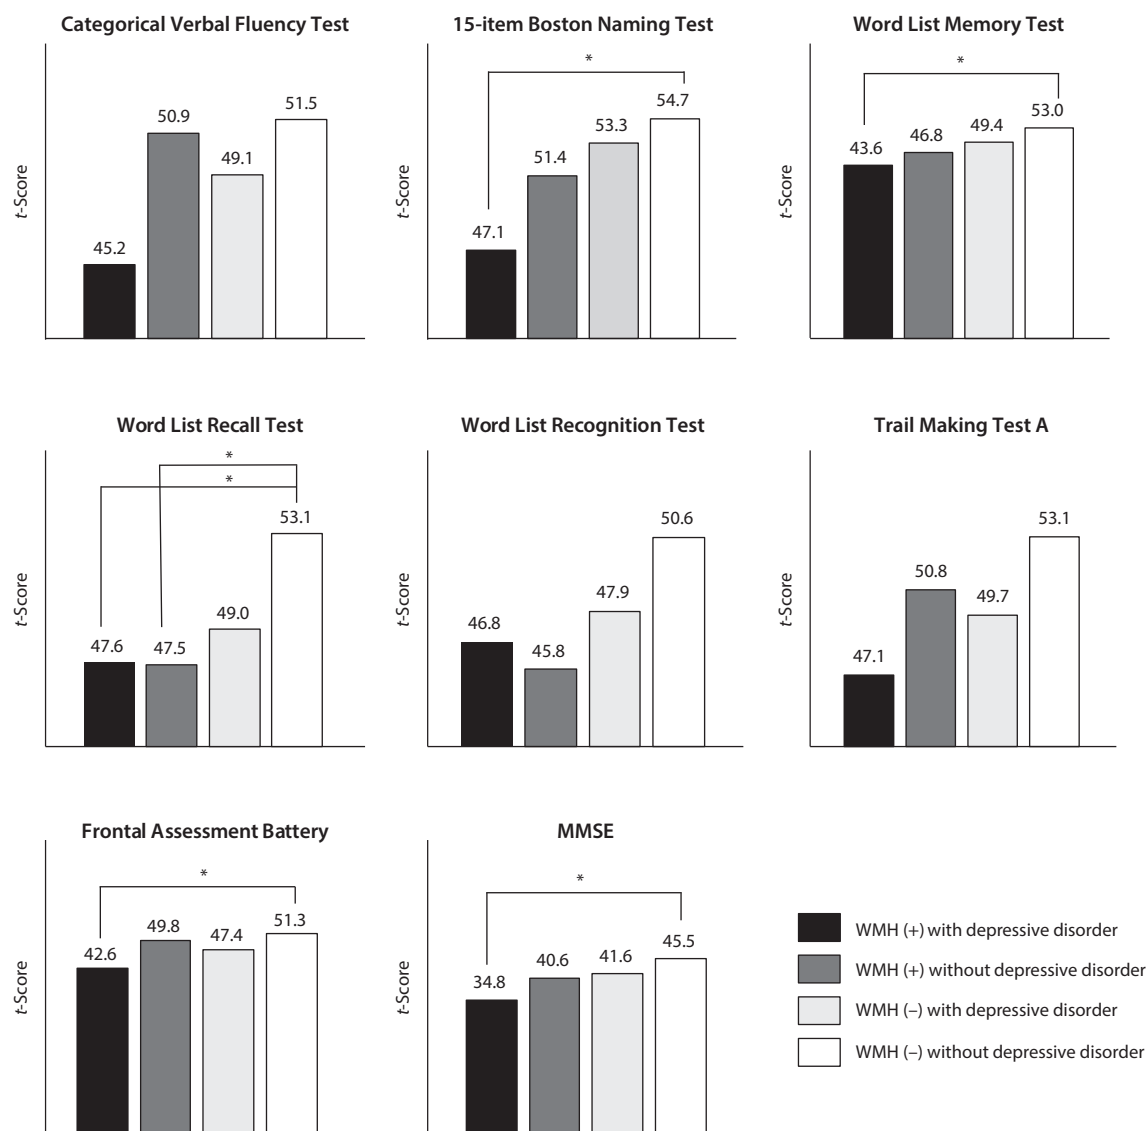 Categorical Verbal Fluency Test
t-Score
45.2
50.9
49.1
51.5
15-item Boston Naming Test
t-Score
*
47.1
51.4
53.3
54.7
Word List Memory Test
t-Score
*
43.6
46.8
49.4
53.0
Word List Recall Test
t-Score
*
*
47.6
47.5
49.0
53.1
Word List Recognition Test
t-Score
46.8
45.8
47.9
50.6
Trail Making Test A
t-Score
47.1
50.8
49.7
53.1
Frontal Assessment Battery
t-Score
*
42.6
49.8
47.4
51.3
MMSE
t-Score
*
34.8
40.6
41.6
45.5
WMH (+) with depressive disorder
WMH (+) without depressive disorder
WMH (–) with depressive disorder
WMH (–) without depressive disorder